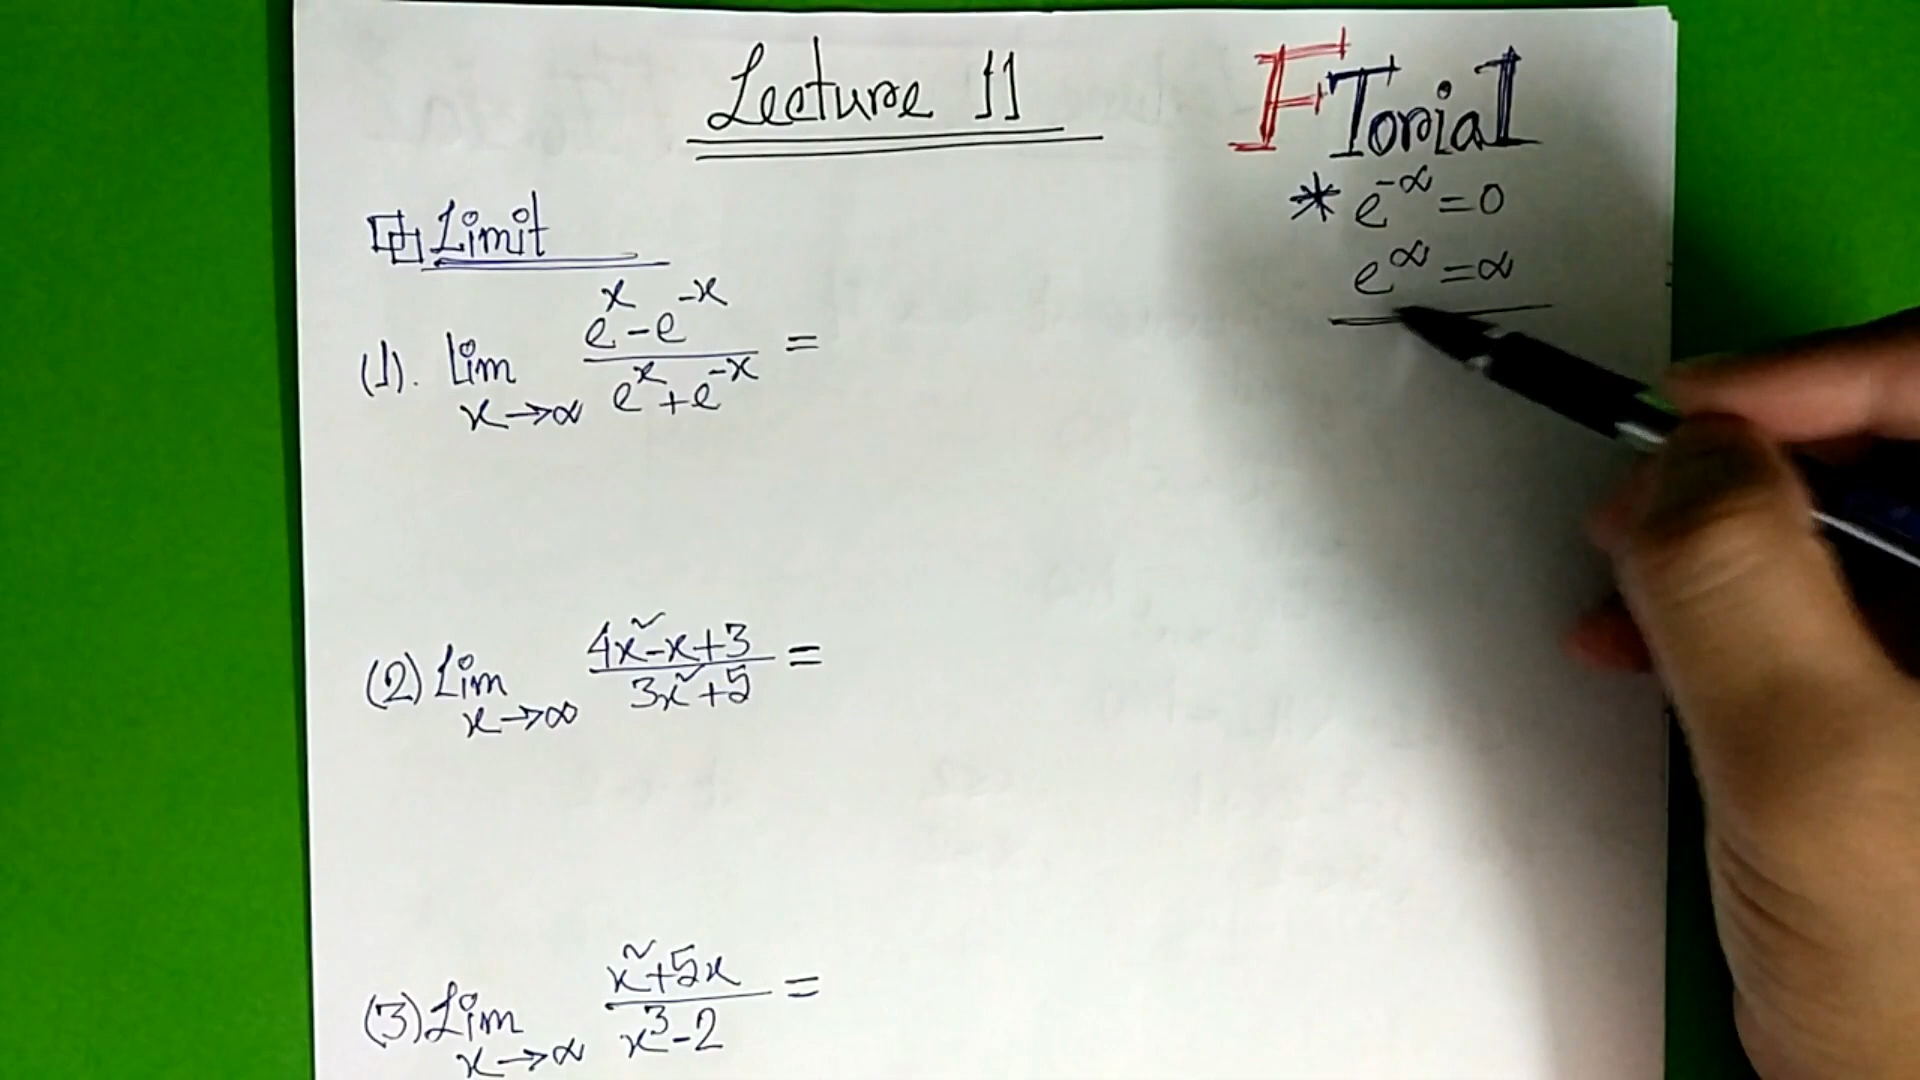 Lecture 11
FTorial
* e^-∝ = 0
e^∝ = ∝
Limit
(1). Lim x→∝ (e^x - e^-x)/(e^x + e^-x) =
(2) Lim x→∞ (4x² - x + 3)/(3x² + 5) =
(3) Lim x→∝ (x² + 5x)/(x³ - 2) =